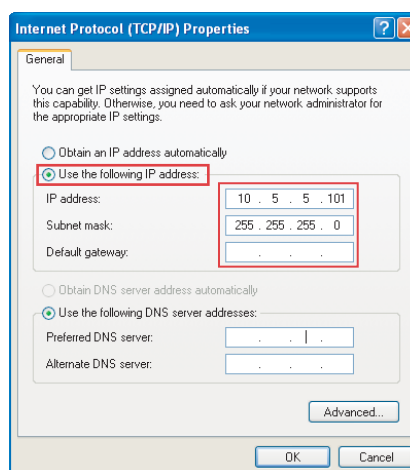 Internet Protocol (TCP/IP) Properties
General
You can get IP settings assigned automatically if your network supports
this capability. Otherwise, you need to ask your network administrator for
the appropriate IP settings.
Obtain an IP address automatically
Use the following IP address:
IP address: 10 . 5 . 5 . 101
Subnet mask: 255 . 255 . 255 . 0
Default gateway: . . .
Obtain DNS server address automatically
Use the following DNS server addresses:
Preferred DNS server: . . .
Alternate DNS server: . . .
Advanced...
OK Cancel